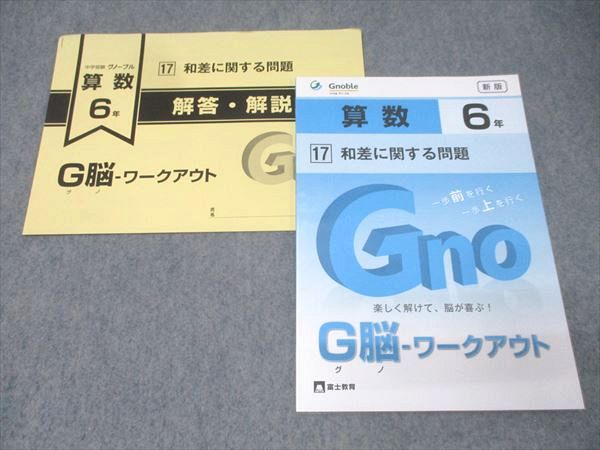 中学受験 グノーブル
算数
6年
17 和差に関する問題
解答・解説
G脳-ワークアウト
グ ノ
G
氏名
Gnoble
新版
算数 6年
17 和差に関する問題
一歩前を行く
一歩上を行く
Gno
楽しく解けて、脳が喜ぶ！
G脳-ワークアウト
グ ノ
富士教育